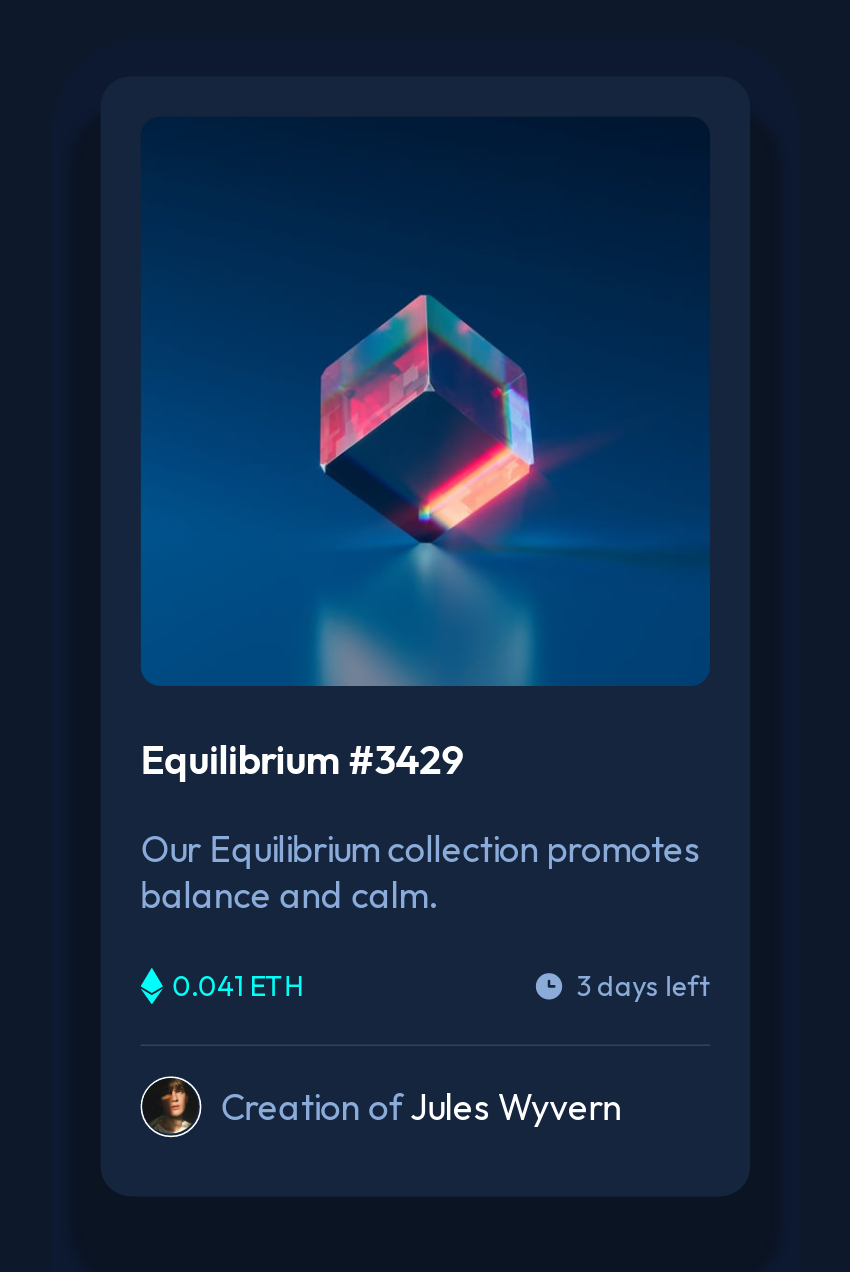 Equilibrium #3429
Our Equilibrium collection promotes
balance and calm.
0.041 ETH
3 days left
Creation of Jules Wyvern